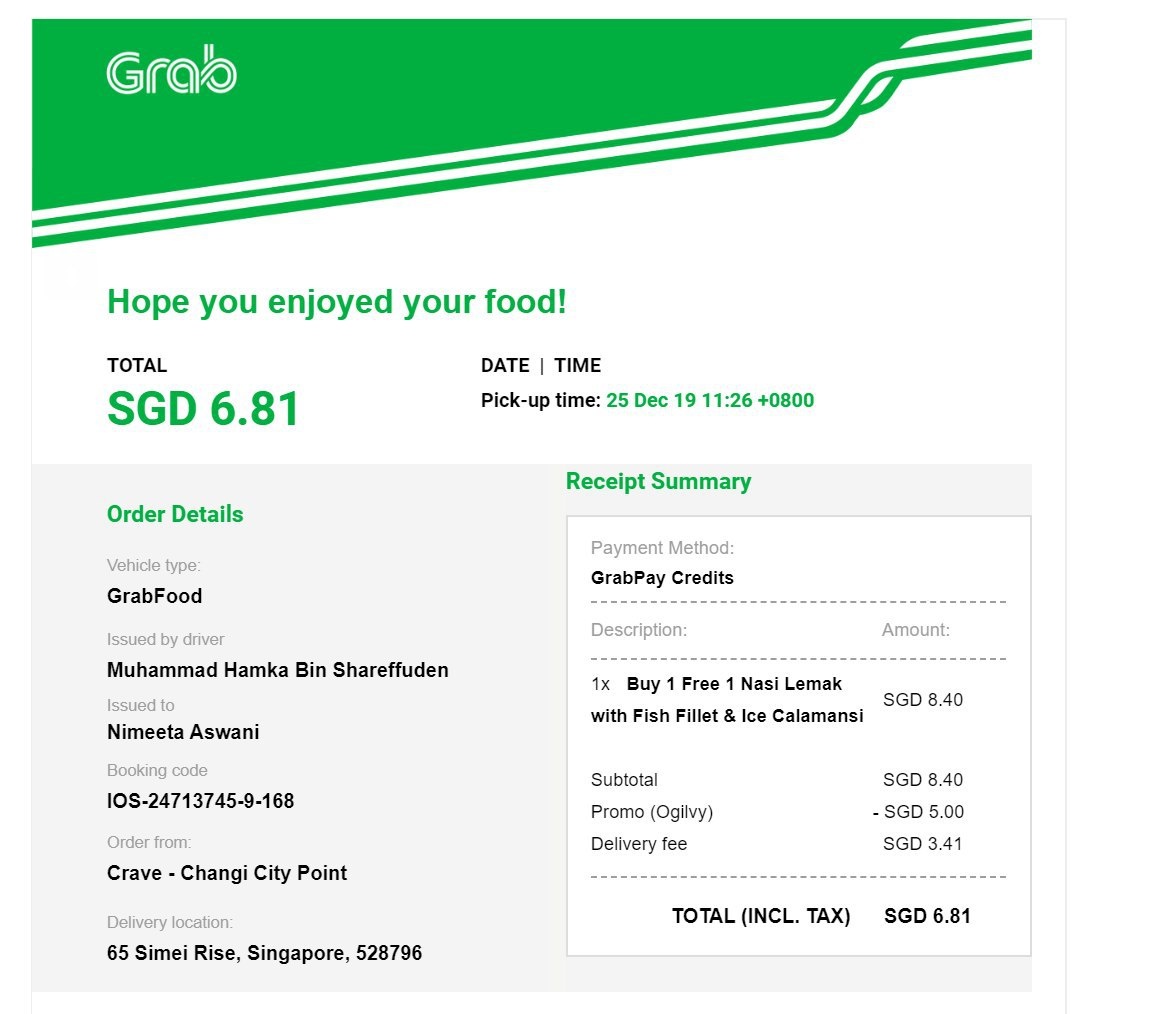 Grab
Hope you enjoyed your food!
TOTAL
SGD 6.81
DATE | TIME
Pick-up time: 25 Dec 19 11:26 +0800
Order Details
Vehicle type:
GrabFood
Issued by driver
Muhammad Hamka Bin Shareffuden
Issued to
Nimeeta Aswani
Booking code
IOS-24713745-9-168
Order from:
Crave - Changi City Point
Delivery location:
65 Simei Rise, Singapore, 528796
Receipt Summary
Payment Method:
GrabPay Credits
Description: Amount:
1x Buy 1 Free 1 Nasi Lemak
with Fish Fillet & Ice Calamansi
SGD 8.40
Subtotal SGD 8.40
Promo (Ogilvy) - SGD 5.00
Delivery fee SGD 3.41
TOTAL (INCL. TAX) SGD 6.81